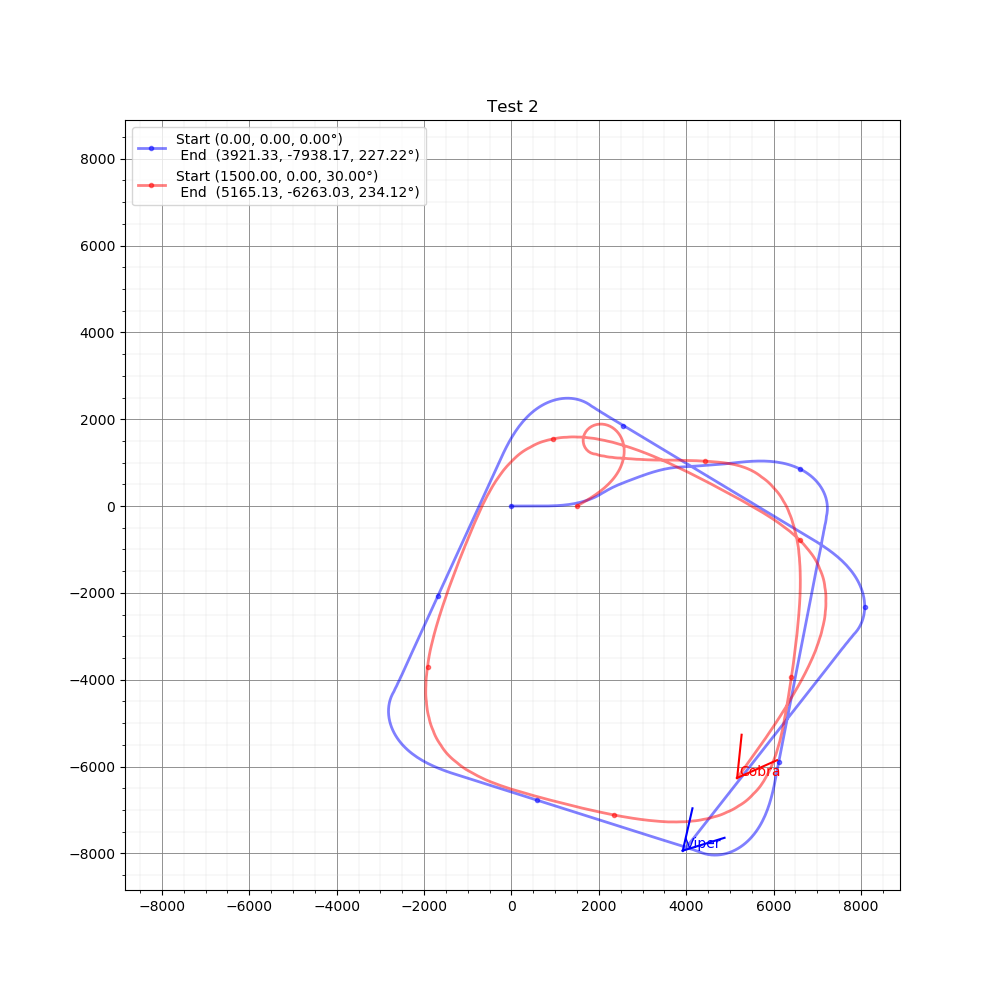 Test 2
Start (0.00, 0.00, 0.00°)
End  (3921.33, -7938.17, 227.22°)
Start (1500.00, 0.00, 30.00°)
End  (5165.13, -6263.03, 234.12°)
8000
6000
4000
2000
0
−2000
−4000
−6000
−8000
Cobra
Viper
−8000 −6000 −4000 −2000 0 2000 4000 6000 8000